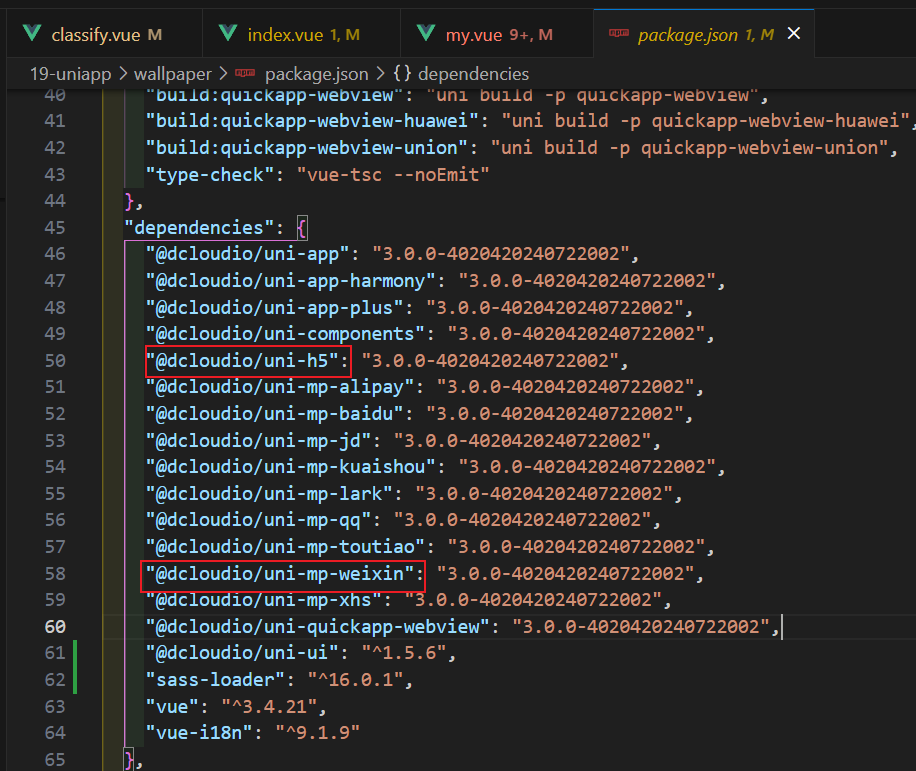 classify.vue M index.vue 1, M my.vue 9+, M package.json 1, M
19-uniapp > wallpaper > package.json > {} dependencies
40 "build:quickapp-webview": "uni build -p quickapp-webview",
41 "build:quickapp-webview-huawei": "uni build -p quickapp-webview-huawei",
42 "build:quickapp-webview-union": "uni build -p quickapp-webview-union",
43 "type-check": "vue-tsc --noEmit"
44 },
45 "dependencies": {
46 "@dcloudio/uni-app": "3.0.0-4020420240722002",
47 "@dcloudio/uni-app-harmony": "3.0.0-4020420240722002",
48 "@dcloudio/uni-app-plus": "3.0.0-4020420240722002",
49 "@dcloudio/uni-components": "3.0.0-4020420240722002",
50 "@dcloudio/uni-h5": "3.0.0-4020420240722002",
51 "@dcloudio/uni-mp-alipay": "3.0.0-4020420240722002",
52 "@dcloudio/uni-mp-baidu": "3.0.0-4020420240722002",
53 "@dcloudio/uni-mp-jd": "3.0.0-4020420240722002",
54 "@dcloudio/uni-mp-kuaishou": "3.0.0-4020420240722002",
55 "@dcloudio/uni-mp-lark": "3.0.0-4020420240722002",
56 "@dcloudio/uni-mp-qq": "3.0.0-4020420240722002",
57 "@dcloudio/uni-mp-toutiao": "3.0.0-4020420240722002",
58 "@dcloudio/uni-mp-weixin": "3.0.0-4020420240722002",
59 "@dcloudio/uni-mp-xhs": "3.0.0-4020420240722002",
60 "@dcloudio/uni-quickapp-webview": "3.0.0-4020420240722002",
61 "@dcloudio/uni-ui": "^1.5.6",
62 "sass-loader": "^16.0.1",
63 "vue": "^3.4.21",
64 "vue-i18n": "^9.1.9"
65 },